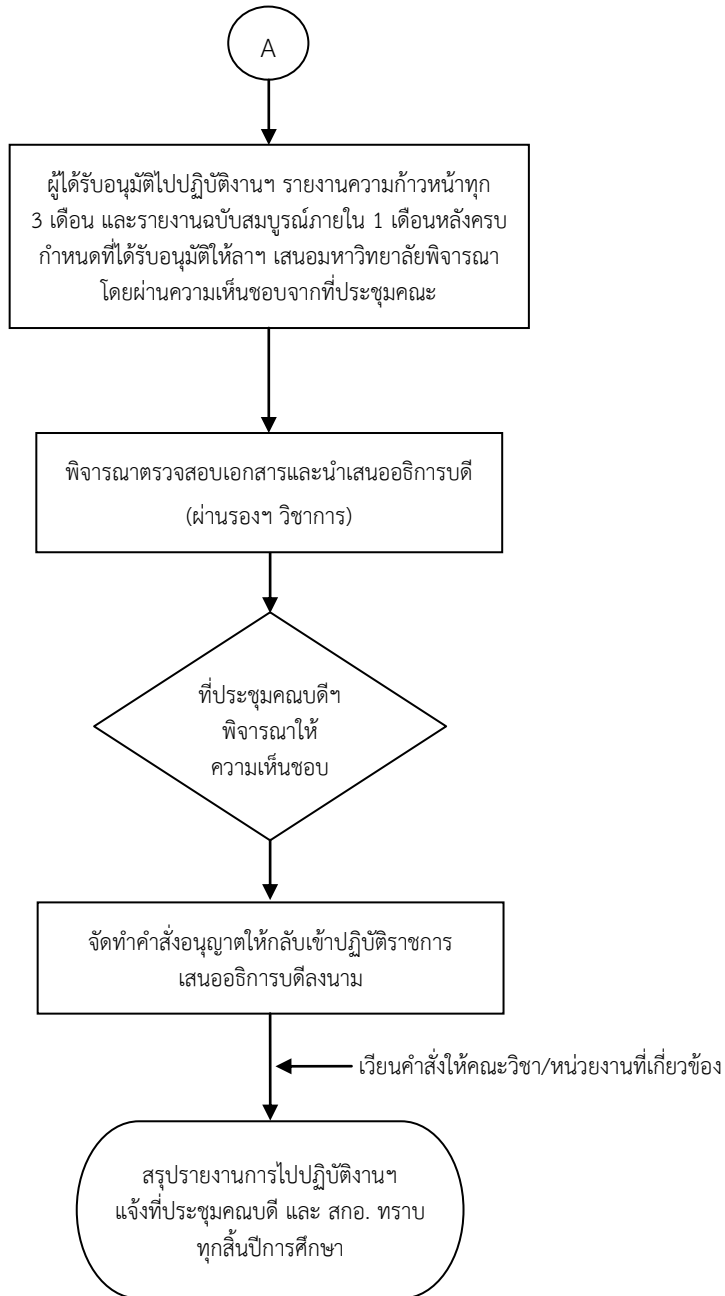 A
ผู้ได้รับอนุมัติไปปฏิบัติงานฯ รายงานความก้าวหน้าทุก
3 เดือน และรายงานฉบับสมบูรณ์ภายใน 1 เดือนหลังครบ
กำหนดที่ได้รับอนุมัติให้ลาฯ เสนอมหาวิทยาลัยพิจารณา
โดยผ่านความเห็นชอบจากที่ประชุมคณะ
พิจารณาตรวจสอบเอกสารและนำเสนออธิการบดี
(ผ่านรองฯ วิชาการ)
ที่ประชุมคณบดีฯ
พิจารณาให้
ความเห็นชอบ
จัดทำคำสั่งอนุญาตให้กลับเข้าปฏิบัติราชการ
เสนออธิการบดีลงนาม
เวียนคำสั่งให้คณะวิชา/หน่วยงานที่เกี่ยวข้อง
สรุปรายงานการไปปฏิบัติงานฯ
แจ้งที่ประชุมคณบดี และ สกอ. ทราบ
ทุกสิ้นปีการศึกษา